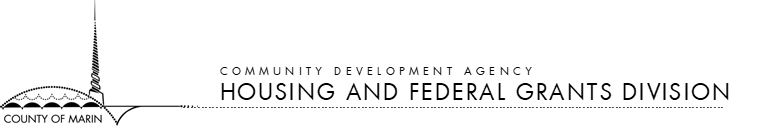 COMMUNITY DEVELOPMENT AGENCY
HOUSING AND FEDERAL GRANTS DIVISION
COUNTY OF MARIN